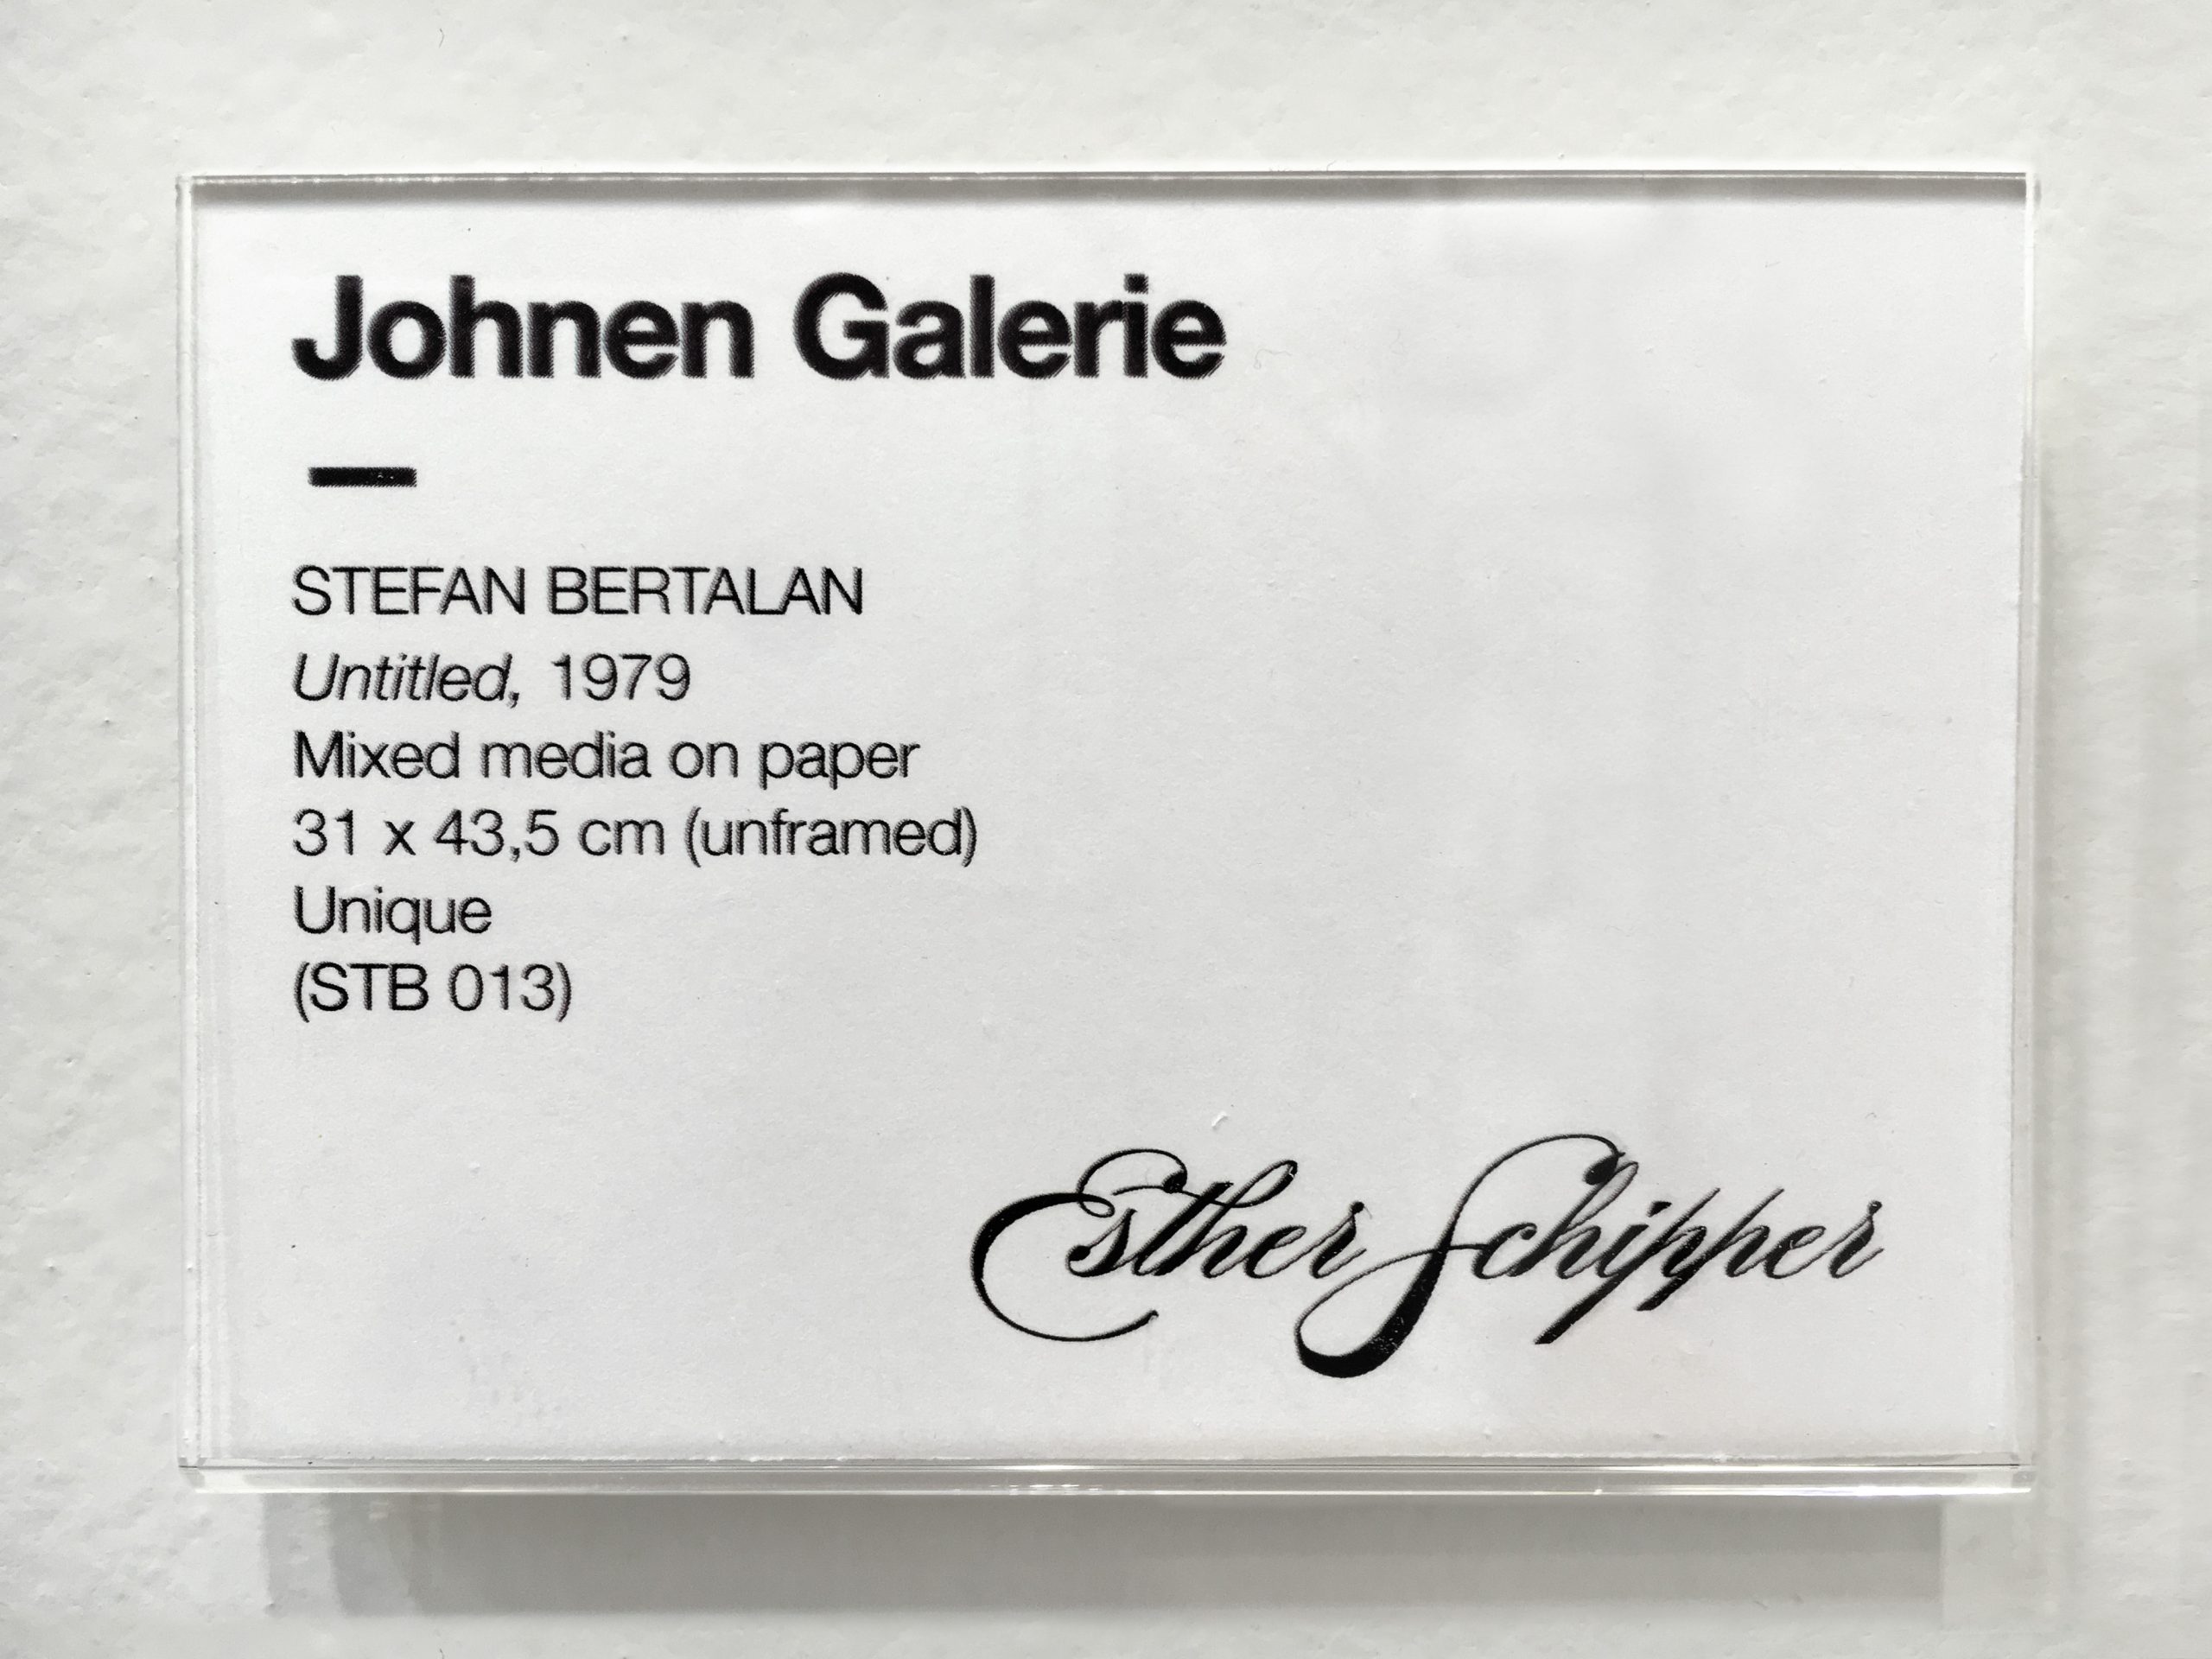 Johnen Galerie
—
STEFAN BERTALAN
Untitled, 1979
Mixed media on paper
31 x 43,5 cm (unframed)
Unique
(STB 013)
Esther Schipper